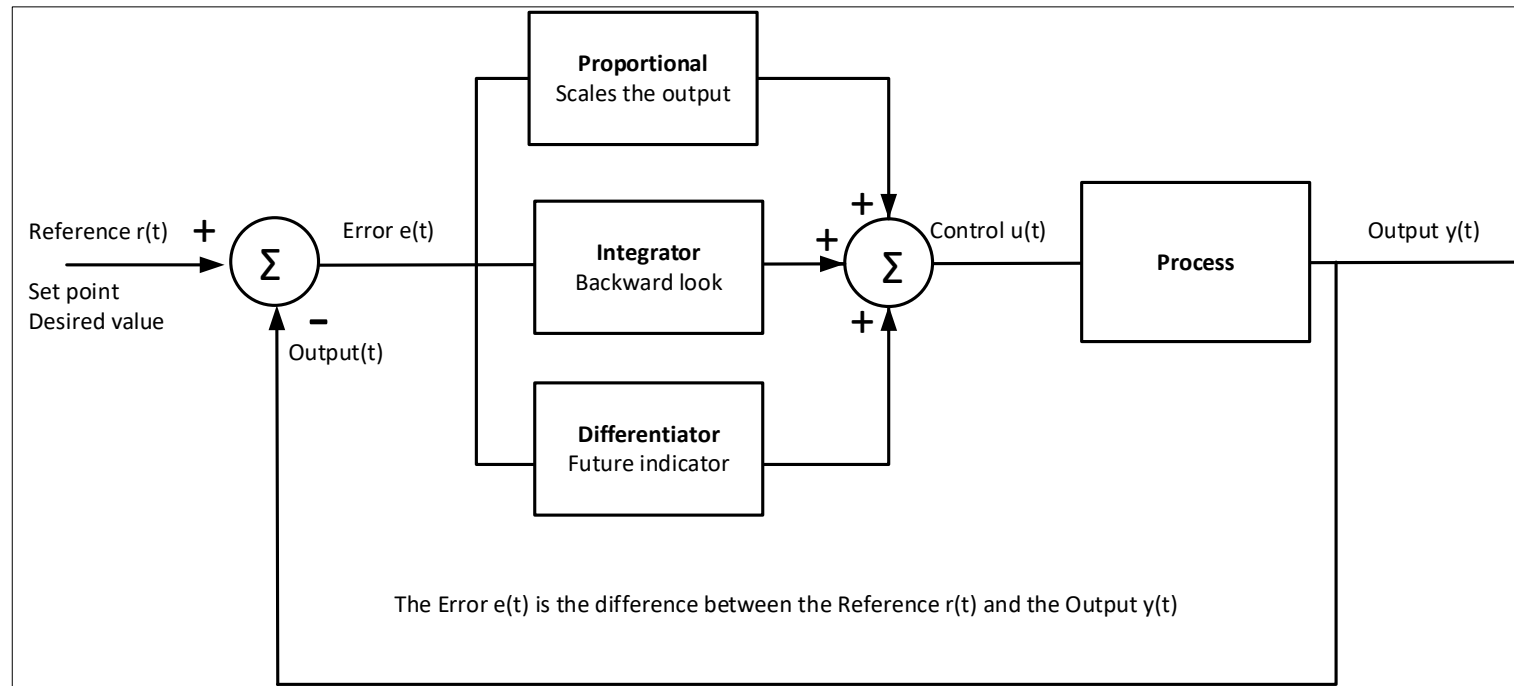 Proportional
Scales the output
Reference r(t)
+
Σ
Error e(t)
Set point
Desired value
−
Output(t)
Integrator
Backward look
+
+
+
Σ
Control u(t)
Process
Output y(t)
Differentiator
Future indicator
The Error e(t) is the difference between the Reference r(t) and the Output y(t)